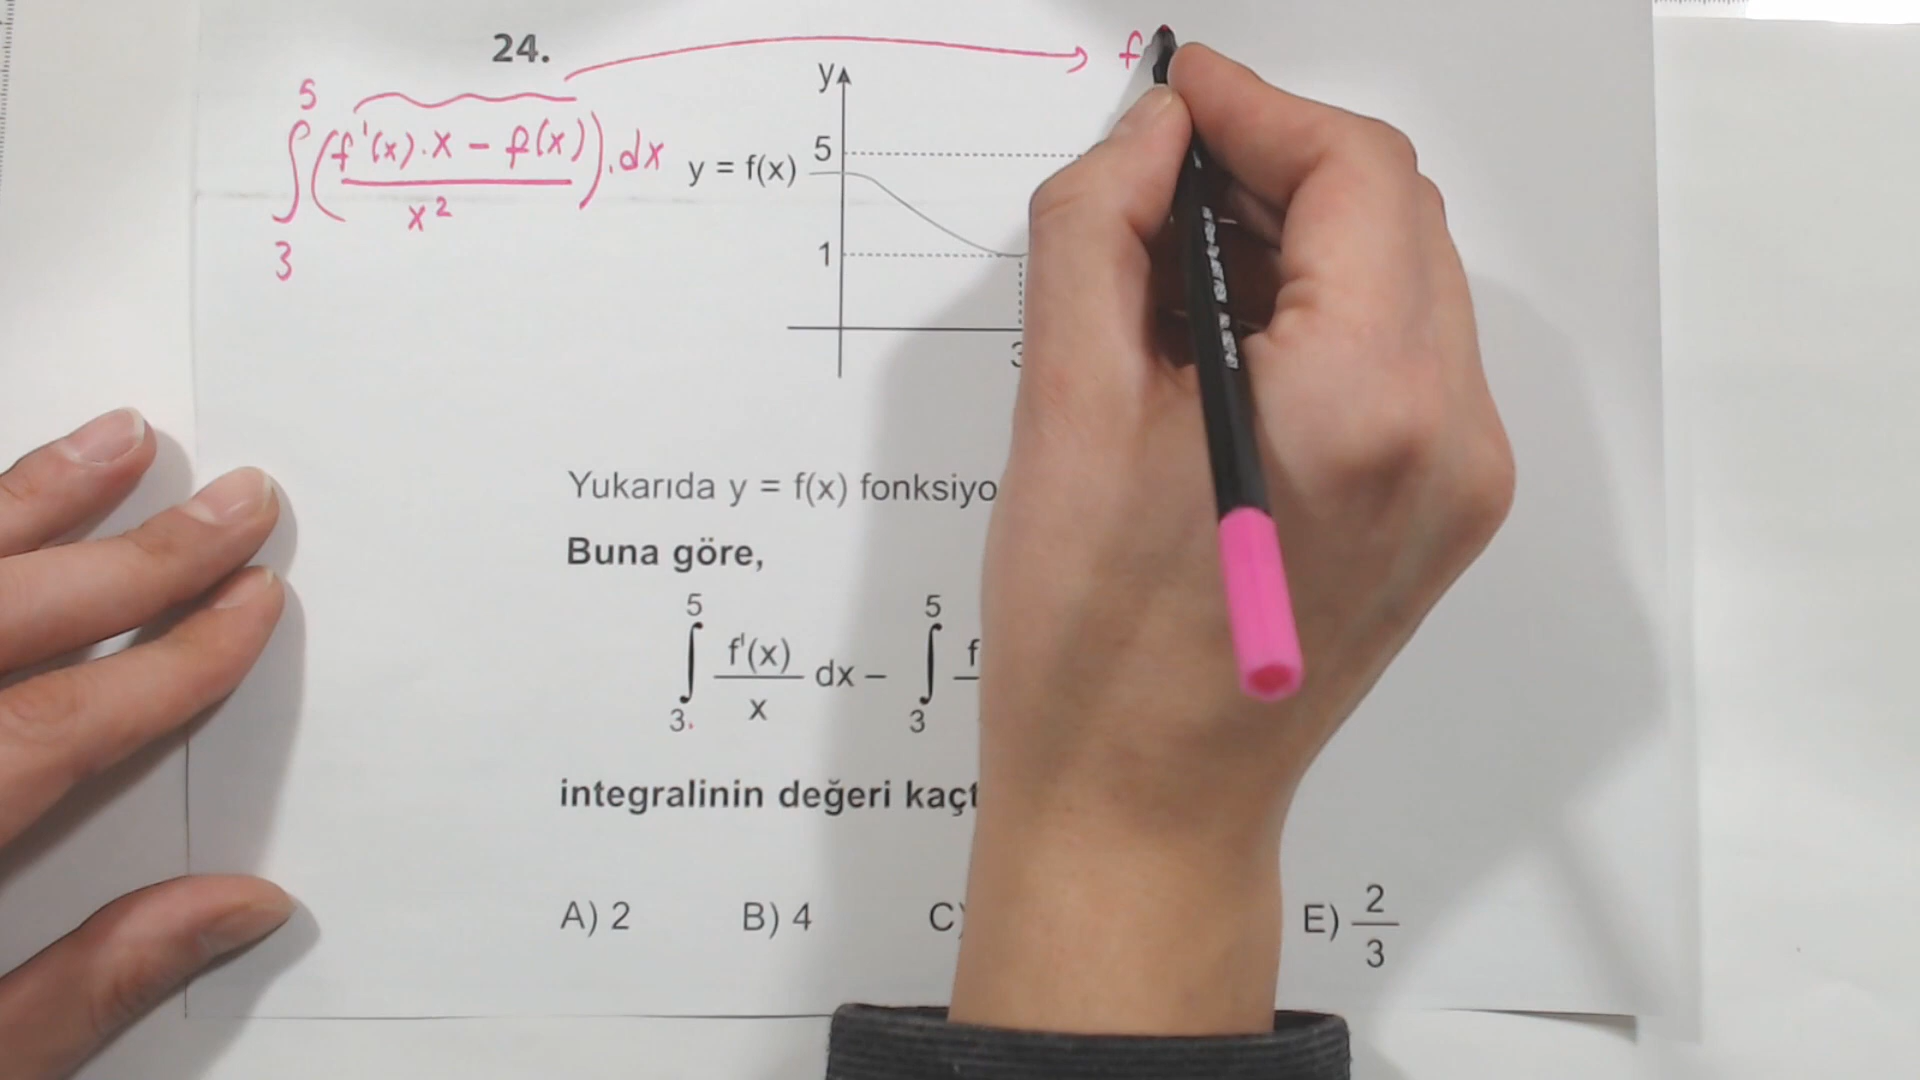 24.
5
∫ (f'(x).x - f(x) / x²).dx
3
f
y
5
y = f(x)
1
3
Yukarıda y = f(x) fonksiyo
Buna göre,
5 5
∫ f'(x)/x dx – ∫ f
3 3
integralinin değeri kaçt
A) 2 B) 4 C) E) 2/3